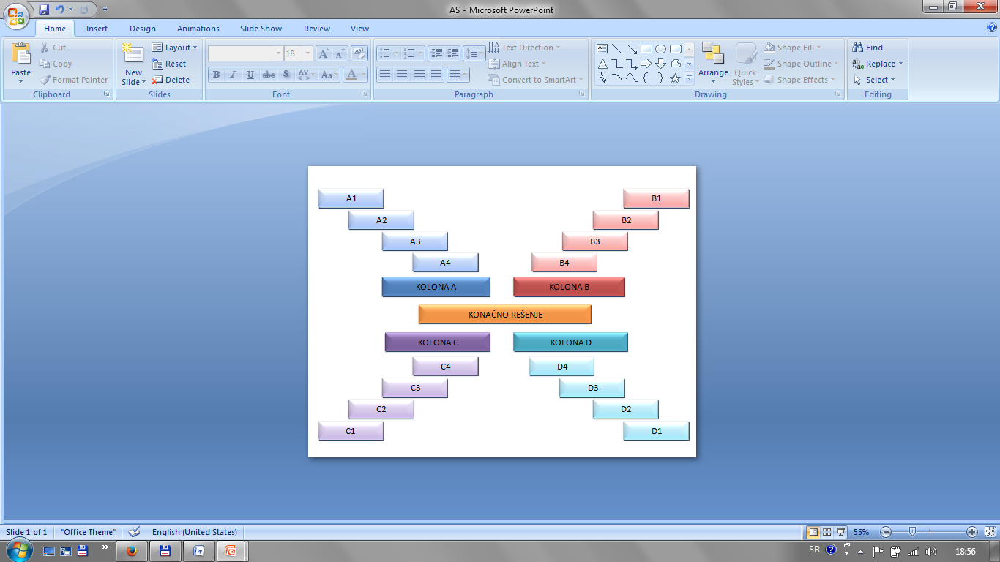 AS - Microsoft PowerPoint
Home Insert Design Animations Slide Show Review View
Paste
Cut
Copy
Format Painter
Clipboard
New
Slide
Layout
Reset
Delete
Slides
18
B I U abc S AV Aa A
Font
Text Direction
Align Text
Convert to SmartArt
Paragraph
Arrange
Quick
Styles
Shape Fill
Shape Outline
Shape Effects
Drawing
Find
Replace
Select
Editing
A1 B1
A2 B2
A3 B3
A4 B4
KOLONA A KOLONA B
KONAČNO REŠENJE
KOLONA C KOLONA D
C4 D4
C3 D3
C2 D2
C1 D1
Slide 1 of 1 "Office Theme" English (United States) 55%
SR 18:56